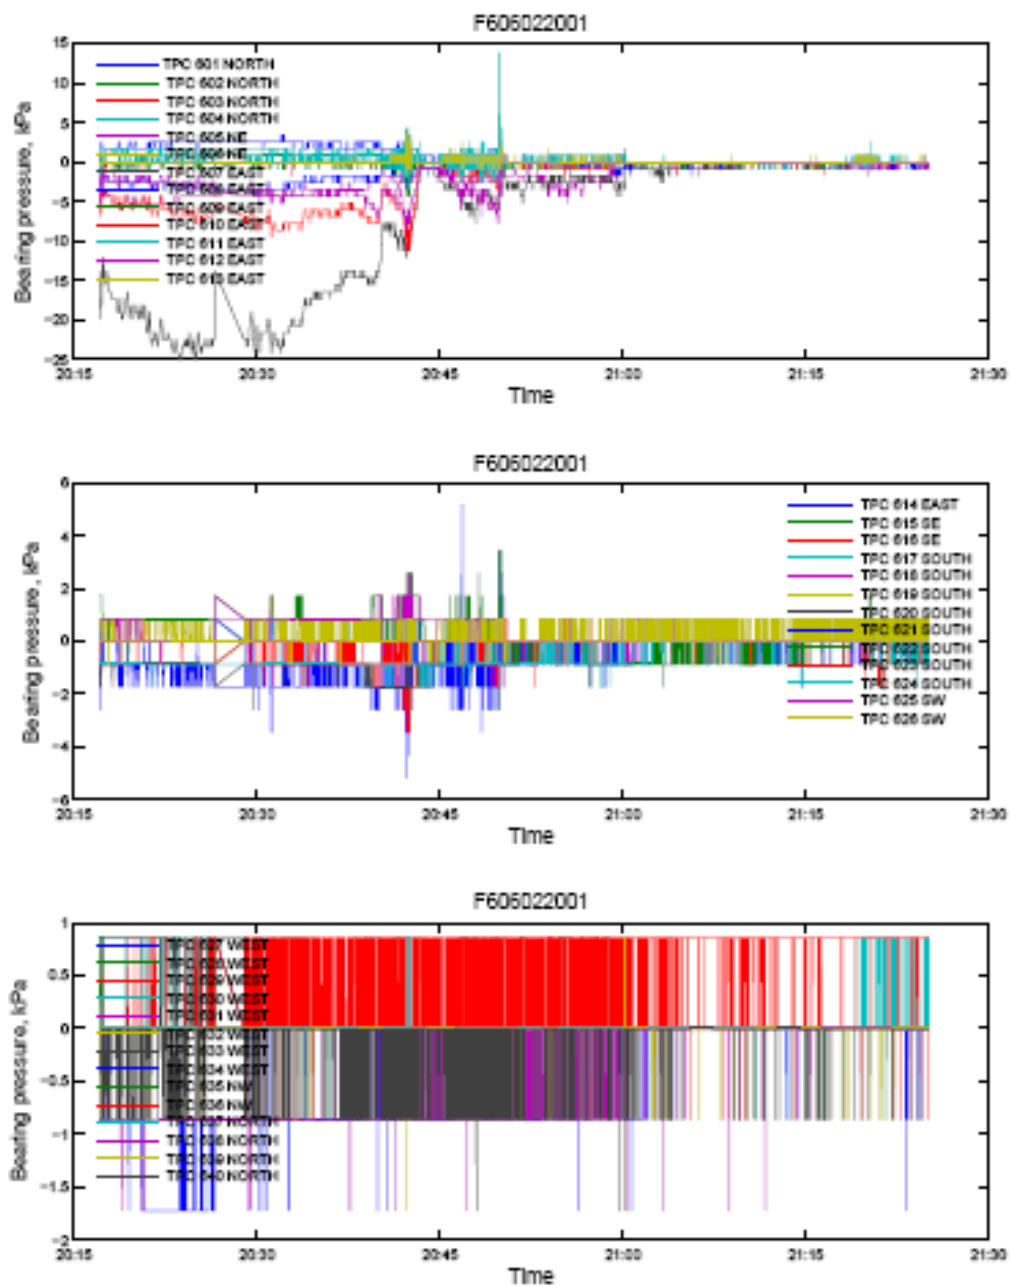 F606022001
15
10
5
0
−5
−10
−15
−20
−25
Bearing pressure, kPa
TPC 601 NORTH
TPC 602 NORTH
TPC 603 NORTH
TPC 604 NORTH
TPC 605 NE
TPC 606 NE
TPC 607 EAST
TPC 608 EAST
TPC 609 EAST
TPC 610 EAST
TPC 611 EAST
TPC 612 EAST
TPC 613 EAST
20:15 20:30 20:45 21:00 21:15 21:30
Time
F606022001
6
4
2
0
−2
−4
−6
Bearing pressure, kPa
TPC 614 EAST
TPC 615 SE
TPC 616 SE
TPC 617 SOUTH
TPC 618 SOUTH
TPC 619 SOUTH
TPC 620 SOUTH
TPC 621 SOUTH
TPC 622 SOUTH
TPC 623 SOUTH
TPC 624 SOUTH
TPC 625 SW
TPC 626 SW
20:15 20:30 20:45 21:00 21:15 21:30
Time
F606022001
1
0.5
0
−0.5
−1
−1.5
−2
Bearing pressure, kPa
TPC 627 WEST
TPC 628 WEST
TPC 629 WEST
TPC 630 WEST
TPC 631 WEST
TPC 632 WEST
TPC 633 WEST
TPC 634 WEST
TPC 635 NW
TPC 636 NW
TPC 637 NORTH
TPC 638 NORTH
TPC 639 NORTH
TPC 640 NORTH
20:15 20:30 20:45 21:00 21:15 21:30
Time